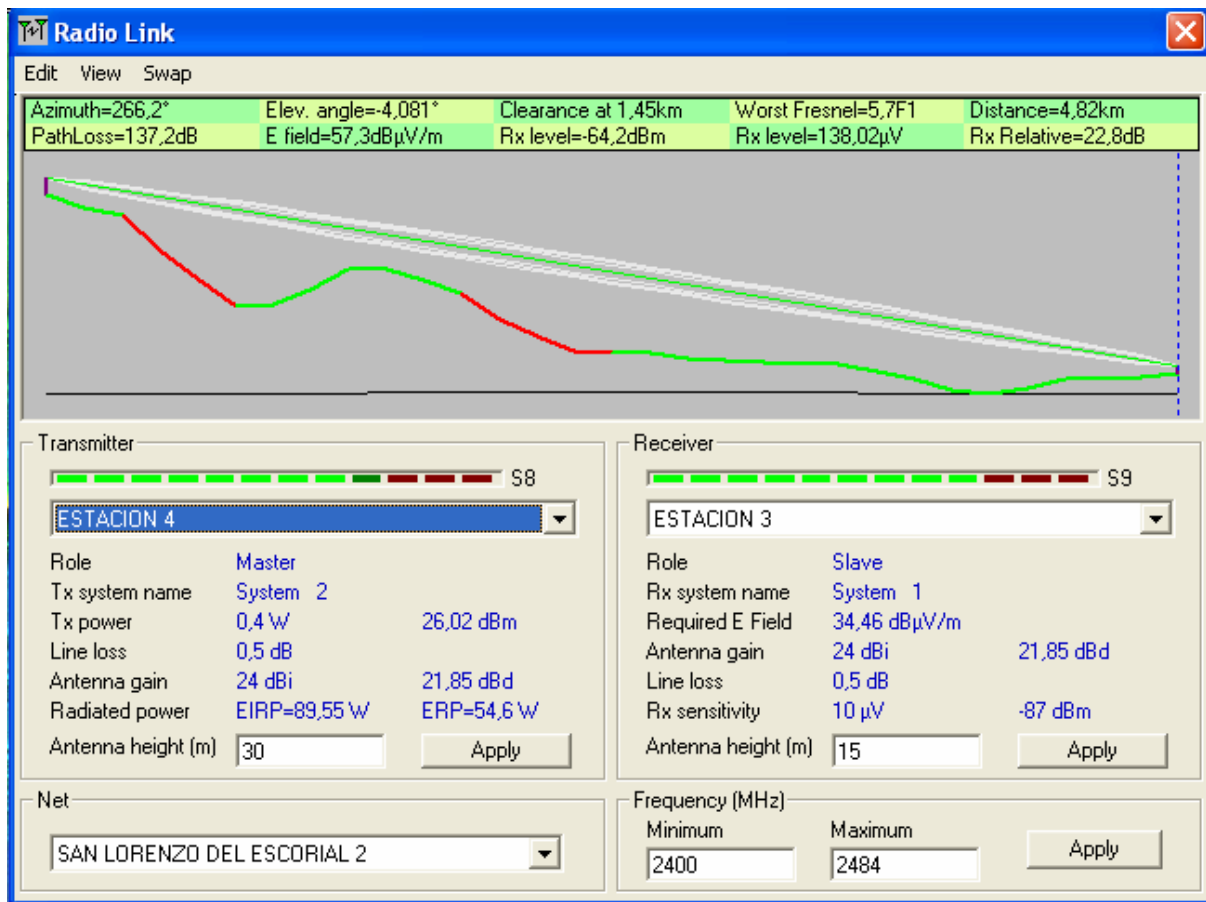 Radio Link
Edit View Swap
Azimuth=266,2° Elev. angle=-4,081° Clearance at 1,45km Worst Fresnel=5,7F1 Distance=4,82km
PathLoss=137,2dB E field=57,3dBµV/m Rx level=-64,2dBm Rx level=138,02µV Rx Relative=22,8dB
Transmitter
S8
ESTACION 4
Role Master
Tx system name System 2
Tx power 0,4 W 26,02 dBm
Line loss 0,5 dB
Antenna gain 24 dBi 21,85 dBd
Radiated power EIRP=89,55 W ERP=54,6 W
Antenna height (m) 30 Apply
Receiver
S9
ESTACION 3
Role Slave
Rx system name System 1
Required E Field 34,46 dBµV/m
Antenna gain 24 dBi 21,85 dBd
Line loss 0,5 dB
Rx sensitivity 10 µV -87 dBm
Antenna height (m) 15 Apply
Net
SAN LORENZO DEL ESCORIAL 2
Frequency (MHz)
Minimum Maximum
2400 2484 Apply